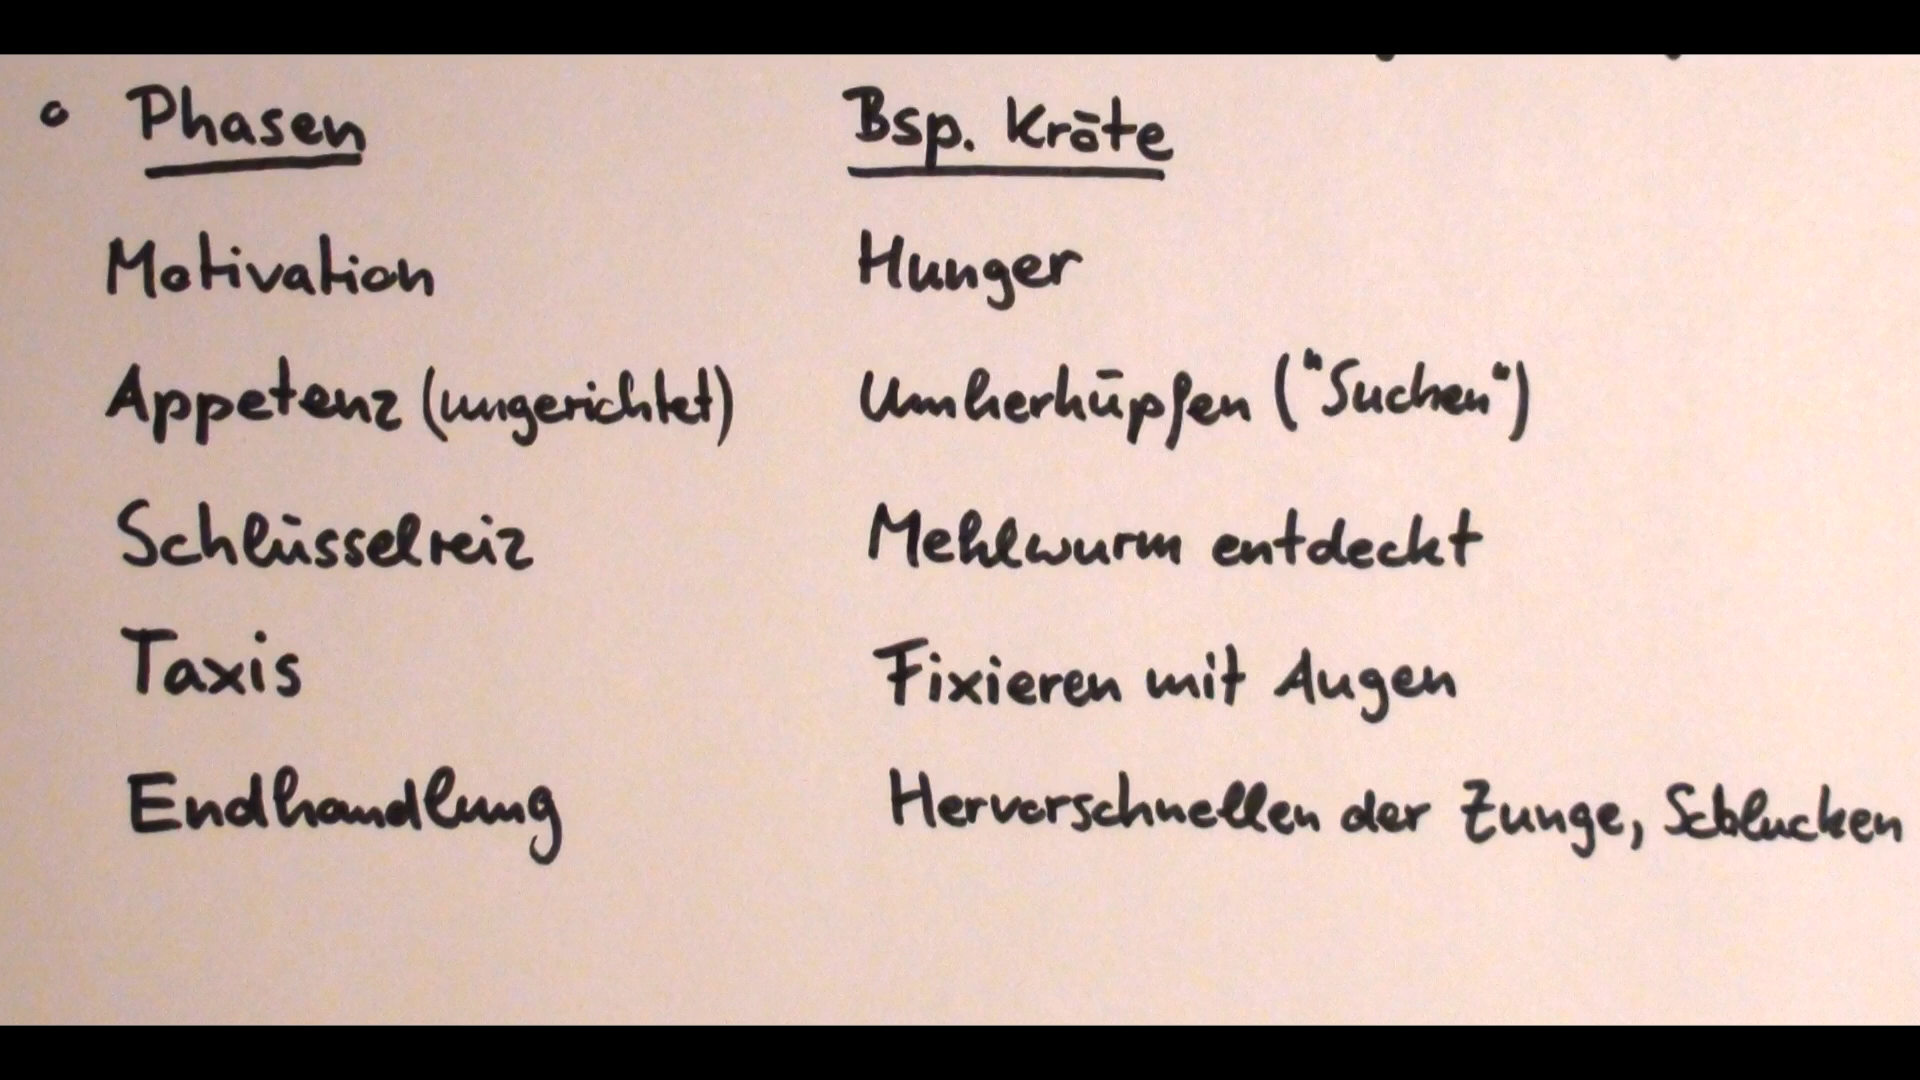 ° Phasen Bsp. Kröte
Motivation Hunger
Appetenz (ungerichtet) Umherhüpfen ("Suchen")
Schlüsselreiz Mehlwurm entdeckt
Taxis Fixieren mit Augen
Endhandlung Hervorschnellen der Zunge, Schlucken